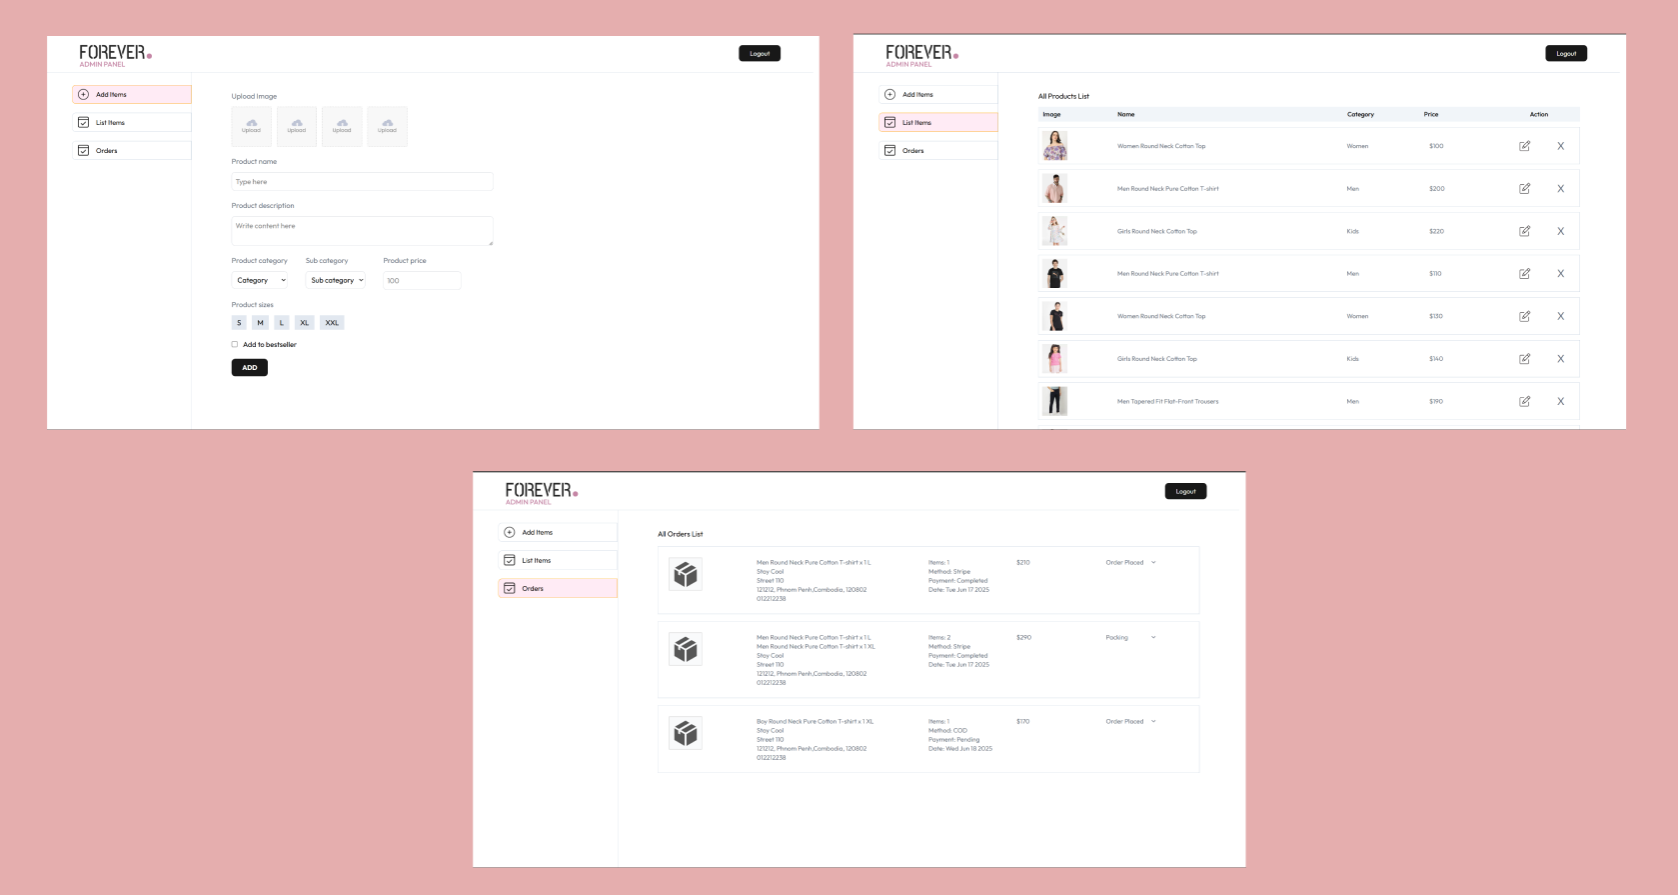 FOREVER.
ADMIN PANEL
Logout
Add Items
List Items
Orders
Upload Image
Upload Upload Upload Upload
Product name
Type here
Product description
Write content here
Product category Sub category Product price
Category Sub category 100
Product sizes
S M L XL XXL
Add to bestseller
ADD
FOREVER.
ADMIN PANEL
Logout
Add Items
List Items
Orders
All Products List
Image Name Category Price Action
Women Round Neck Cotton Top Women $100 X
Men Round Neck Pure Cotton T-shirt Men $200 X
Girls Round Neck Cotton Top Kids $220 X
Men Round Neck Pure Cotton T-shirt Men $110 X
Women Round Neck Cotton Top Women $130 X
Girls Round Neck Cotton Top Kids $140 X
Men Tapered Fit Flat-Front Trousers Men $190 X
FOREVER.
ADMIN PANEL
Logout
Add Items
List Items
Orders
All Orders List
Men Round Neck Pure Cotton T-shirt x 1 L
Stay Cool
Street 110
121212, Phnom Penh,Cambodia, 120802
012212238
Items: 1
Method: Stripe
Payment: Completed
Date: Tue Jun 17 2025
$210
Order Placed
Men Round Neck Pure Cotton T-shirt x 1 L
Men Round Neck Pure Cotton T-shirt x 1 XL
Stay Cool
Street 110
121212, Phnom Penh,Cambodia, 120802
012212238
Items: 2
Method: Stripe
Payment: Completed
Date: Tue Jun 17 2025
$290
Packing
Boy Round Neck Pure Cotton T-shirt x 1 XL
Stay Cool
Street 110
121212, Phnom Penh,Cambodia, 120802
012212238
Items: 1
Method: COD
Payment: Pending
Date: Wed Jun 18 2025
$170
Order Placed